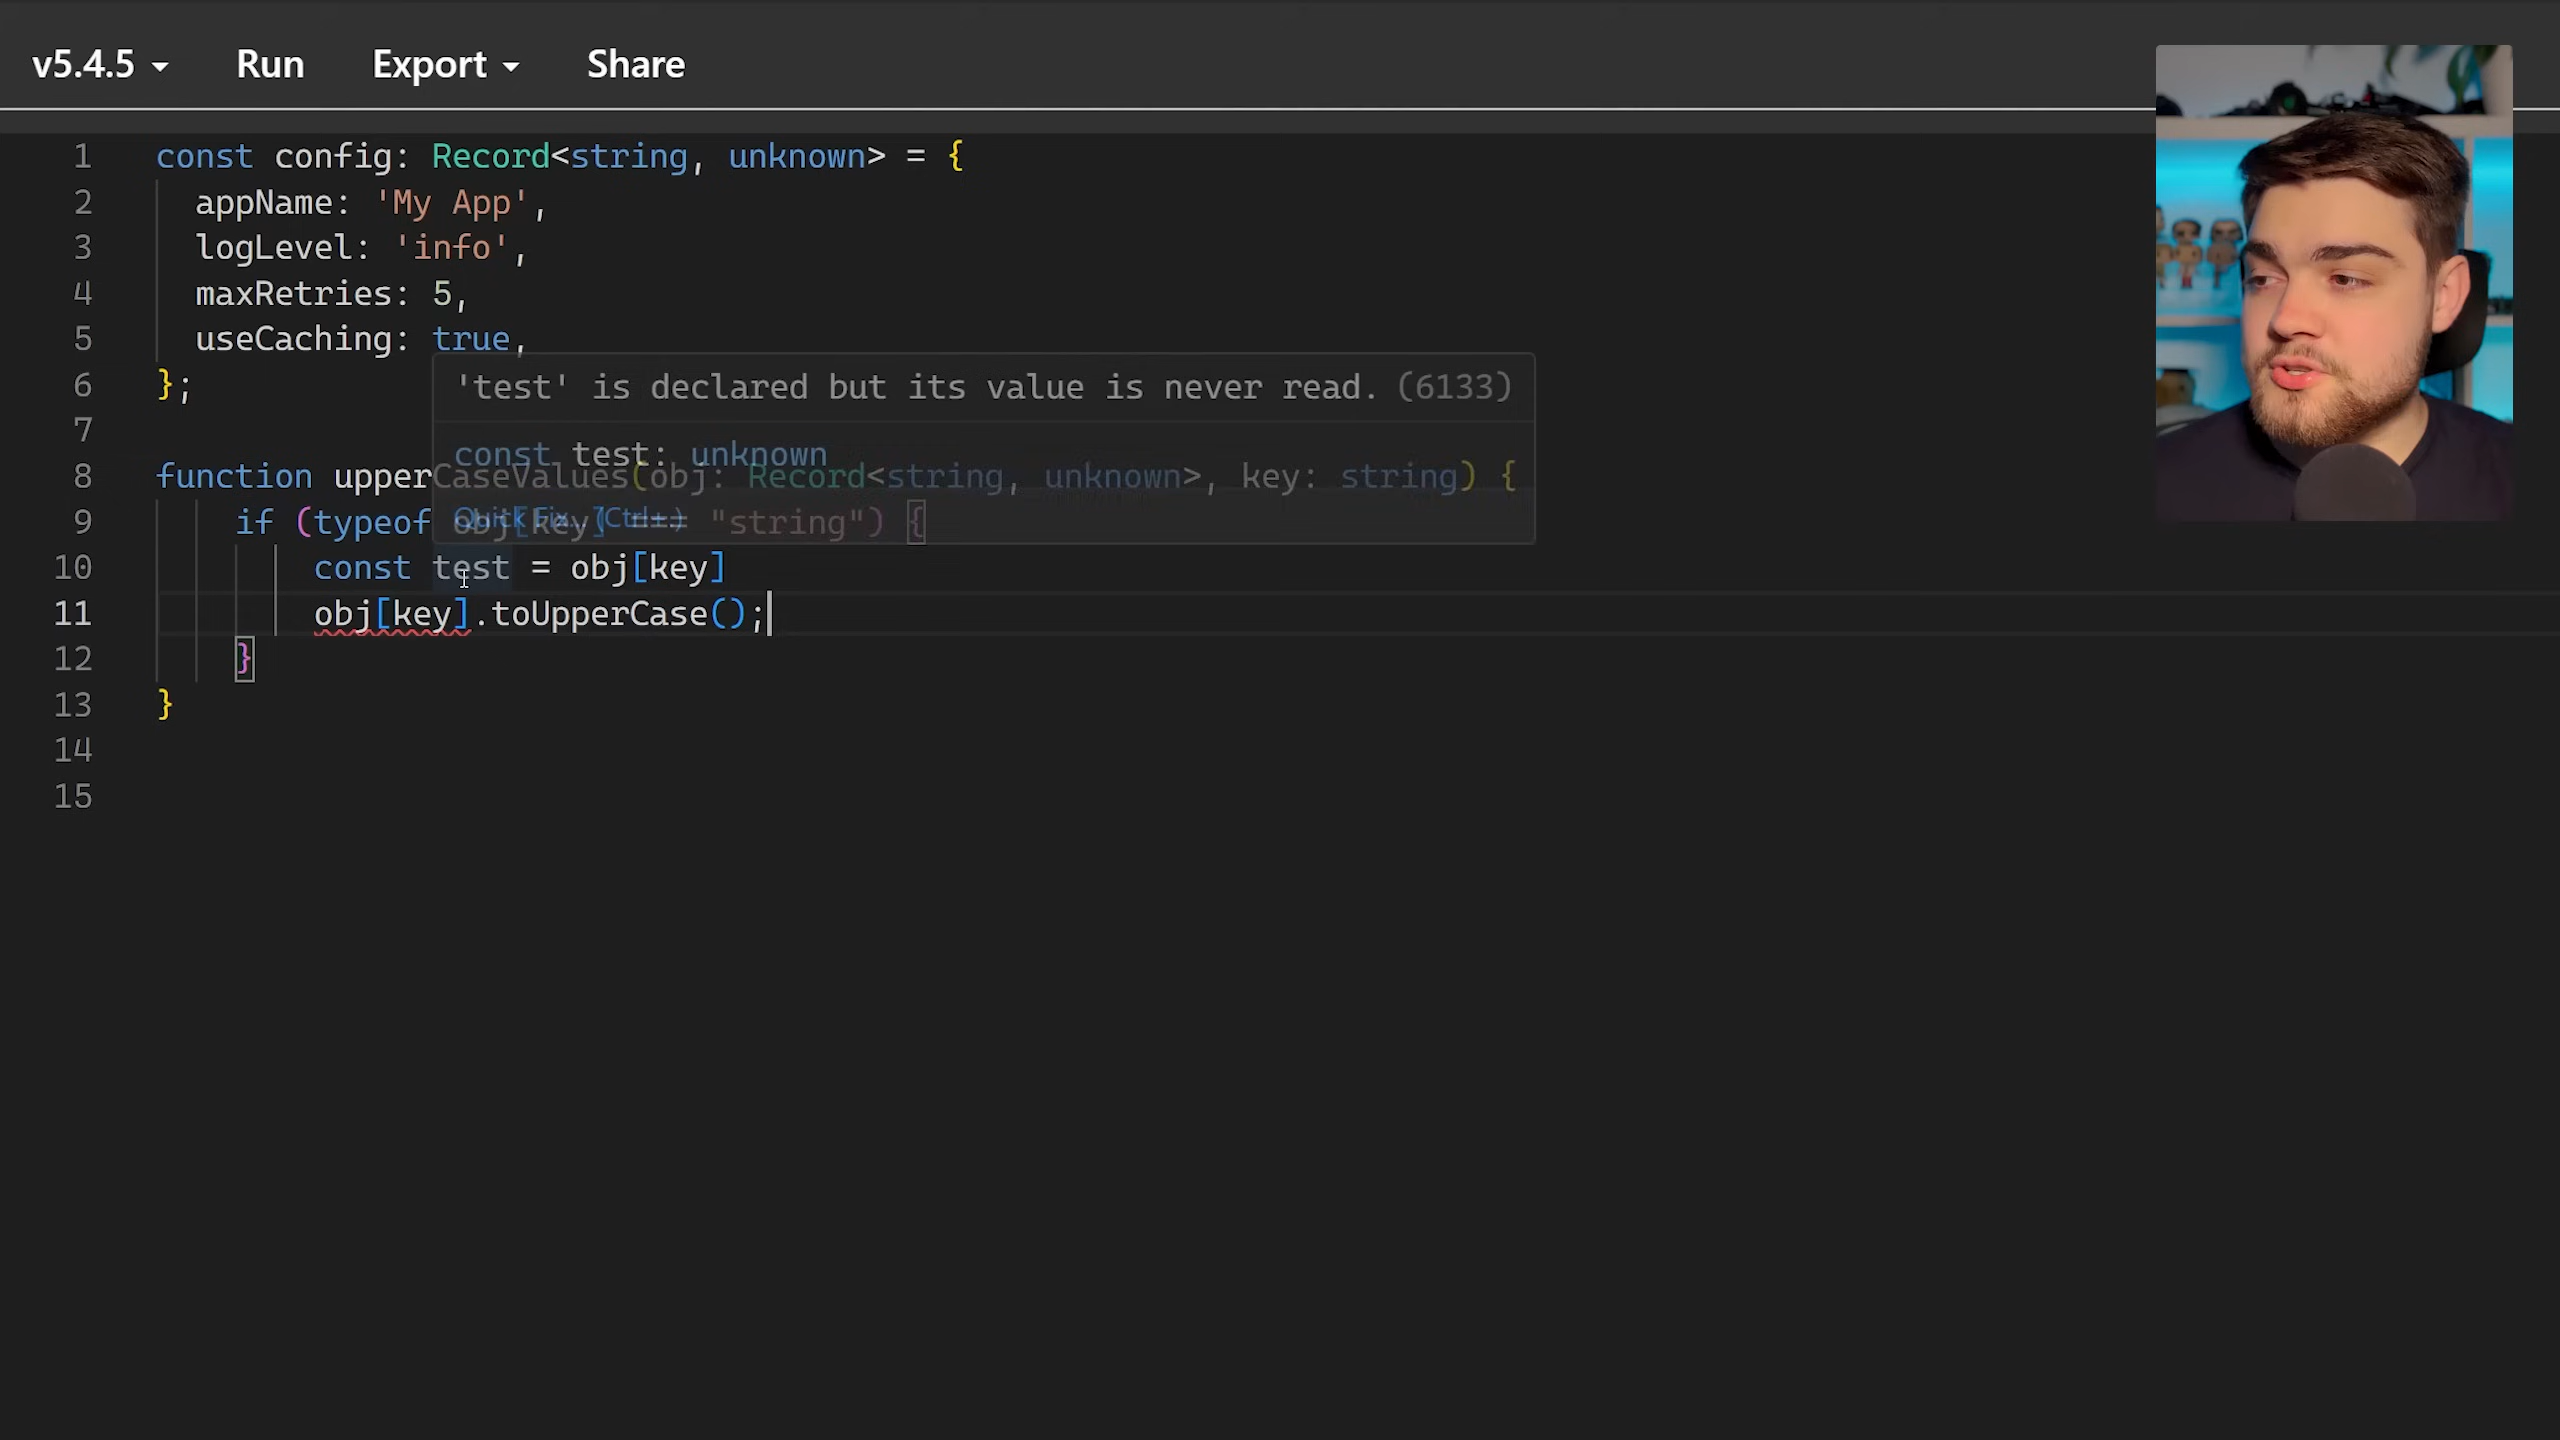 v5.4.5 Run Export Share
1 const config: Record<string, unknown> = {
2 appName: 'My App',
3 logLevel: 'info',
4 maxRetries: 5,
5 useCaching: true,
6 };
'test' is declared but its value is never read. (6133)
7
const test: unknown
8 function upperCaseValues(obj: Record<string, unknown>, key: string) {
Quick Fix... (Ctrl+.)
9 if (typeof obj[key] === "string") {
10 const test = obj[key]
11 obj[key].toUpperCase();
12 }
13 }
14
15